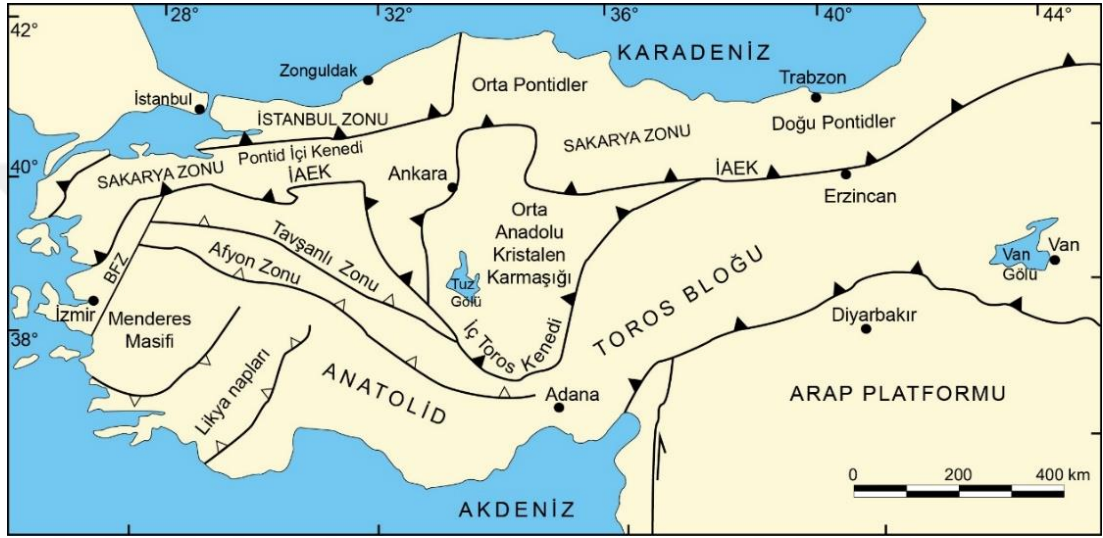 28°
32°
36°
40°
44°
42°
KARADENİZ
Zonguldak
Orta Pontidler
Trabzon
İstanbul
İSTANBUL ZONU
Doğu Pontidler
Pontid İçi Kenedi
SAKARYA ZONU
40°
SAKARYA ZONU
İAEK
Ankara
İAEK
Erzincan
Orta
Anadolu
Kristalen
Karmaşığı
Tavşanlı Zonu
Afyon Zonu
BFZ
Tuz
Gölü
Van
Gölü
Van
İzmir
Menderes
Masifi
İç Toros Kenedi
TOROS BLOĞU
Diyarbakır
38°
Likya napları
ANATOLİD
Adana
ARAP PLATFORMU
0
200
400 km
AKDENİZ